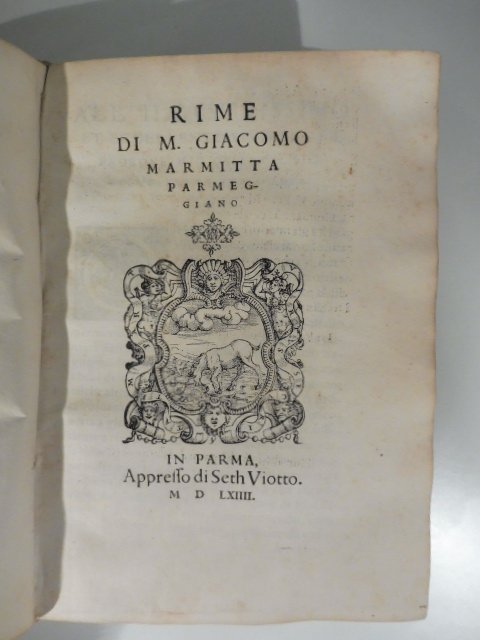 RIME
DI M. GIACOMO
MARMITTA
PARMEG-
GIANO
IN PARMA,
Appreſſo di Seth Viotto.
M D LXIIII.